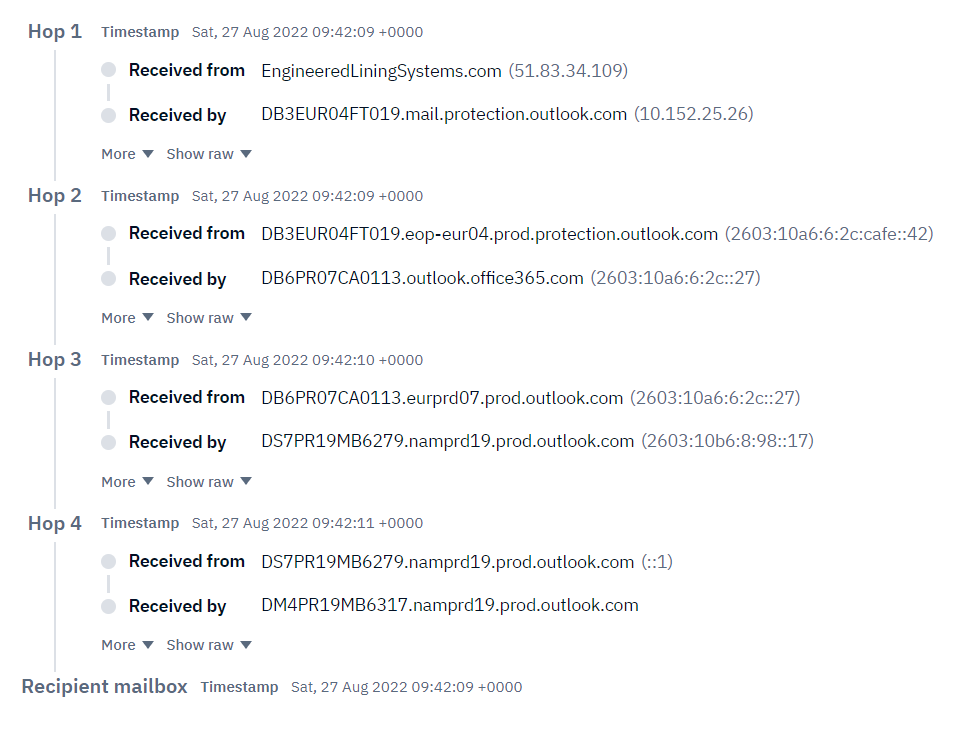 Hop 1 Timestamp Sat, 27 Aug 2022 09:42:09 +0000
Received from EngineeredLiningSystems.com (51.83.34.109)
Received by DB3EUR04FT019.mail.protection.outlook.com (10.152.25.26)
More Show raw
Hop 2 Timestamp Sat, 27 Aug 2022 09:42:09 +0000
Received from DB3EUR04FT019.eop-eur04.prod.protection.outlook.com (2603:10a6:6:2c:cafe::42)
Received by DB6PR07CA0113.outlook.office365.com (2603:10a6:6:2c::27)
More Show raw
Hop 3 Timestamp Sat, 27 Aug 2022 09:42:10 +0000
Received from DB6PR07CA0113.eurprd07.prod.outlook.com (2603:10a6:6:2c::27)
Received by DS7PR19MB6279.namprd19.prod.outlook.com (2603:10b6:8:98::17)
More Show raw
Hop 4 Timestamp Sat, 27 Aug 2022 09:42:11 +0000
Received from DS7PR19MB6279.namprd19.prod.outlook.com (::1)
Received by DM4PR19MB6317.namprd19.prod.outlook.com
More Show raw
Recipient mailbox Timestamp Sat, 27 Aug 2022 09:42:09 +0000